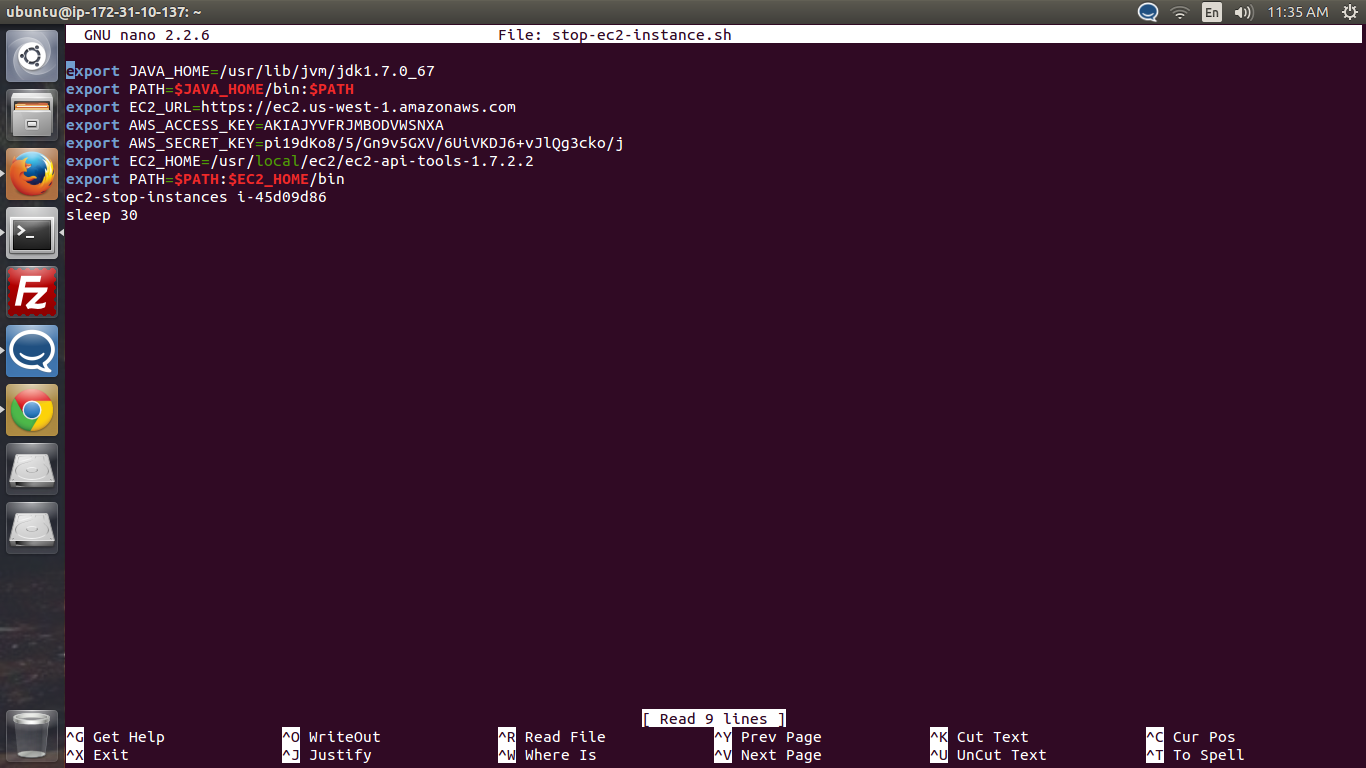 ubuntu@ip-172-31-10-137: ~
En
11:35 AM
GNU nano 2.2.6 File: stop-ec2-instance.sh
export JAVA_HOME=/usr/lib/jvm/jdk1.7.0_67
export PATH=$JAVA_HOME/bin:$PATH
export EC2_URL=https://ec2.us-west-1.amazonaws.com
export AWS_ACCESS_KEY=AKIAJYVFRJMBODVWSNXA
export AWS_SECRET_KEY=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
export EC2_HOME=/usr/local/ec2/ec2-api-tools-1.7.2.2
export PATH=$PATH:$EC2_HOME/bin
ec2-stop-instances i-45d09d86
sleep 30
>_
Fz
[ Read 9 lines ]
^G Get Help ^O WriteOut ^R Read File ^Y Prev Page ^K Cut Text ^C Cur Pos
^X Exit ^J Justify ^W Where Is ^V Next Page ^U UnCut Text ^T To Spell